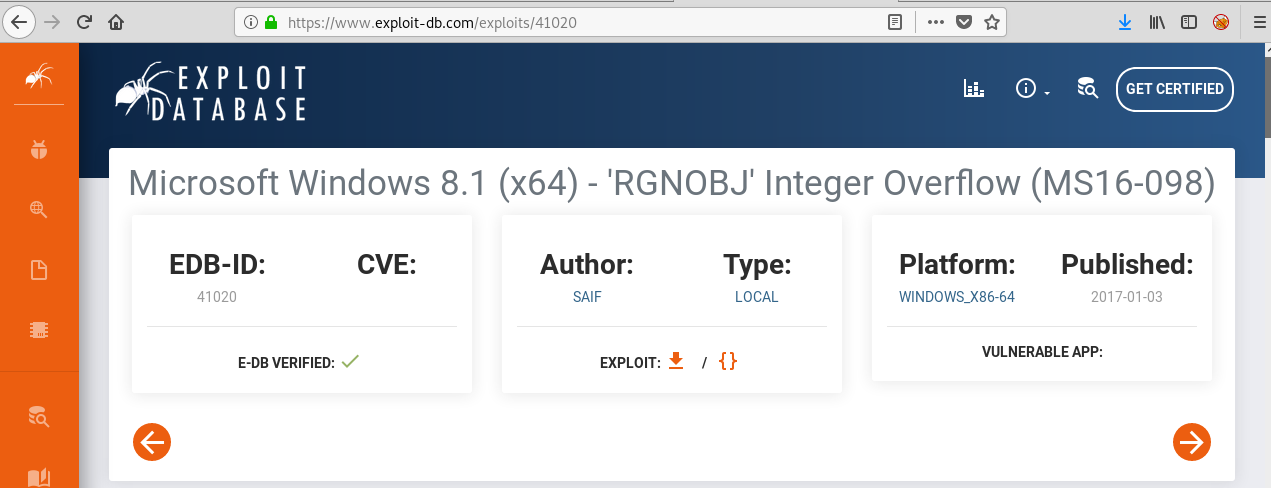 https://www.exploit-db.com/exploits/41020
EXPLOIT
DATABASE
GET CERTIFIED
Microsoft Windows 8.1 (x64) - 'RGNOBJ' Integer Overflow (MS16-098)
EDB-ID: CVE:
41020
E-DB VERIFIED:
Author: Type:
SAIF LOCAL
EXPLOIT: / {}
Platform: Published:
WINDOWS_X86-64 2017-01-03
VULNERABLE APP: